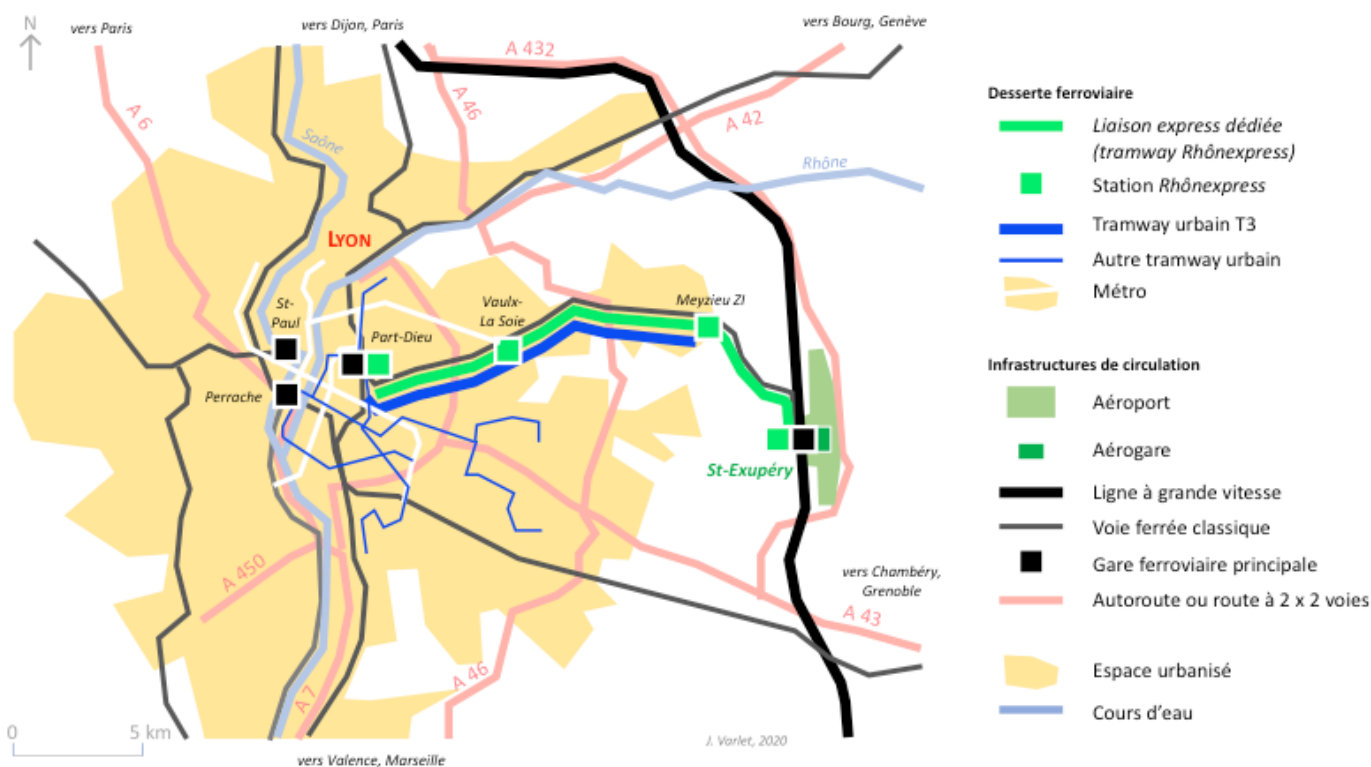 N
vers Paris
vers Dijon, Paris
vers Bourg, Genève
A 432
A 6
A 46
A 42
Saône
Rhône
LYON
St-
Paul
Part-Dieu
Vaulx-
La Soie
Meyzieu ZI
Perrache
St-Exupéry
A 450
vers Chambéry,
Grenoble
A 43
A 46
A 7
0 5 km
J. Varlet, 2020
vers Valence, Marseille
Desserte ferroviaire
Liaison express dédiée
(tramway Rhônexpress)
Station Rhônexpress
Tramway urbain T3
Autre tramway urbain
Métro
Infrastructures de circulation
Aéroport
Aérogare
Ligne à grande vitesse
Voie ferrée classique
Gare ferroviaire principale
Autoroute ou route à 2 x 2 voies
Espace urbanisé
Cours d'eau